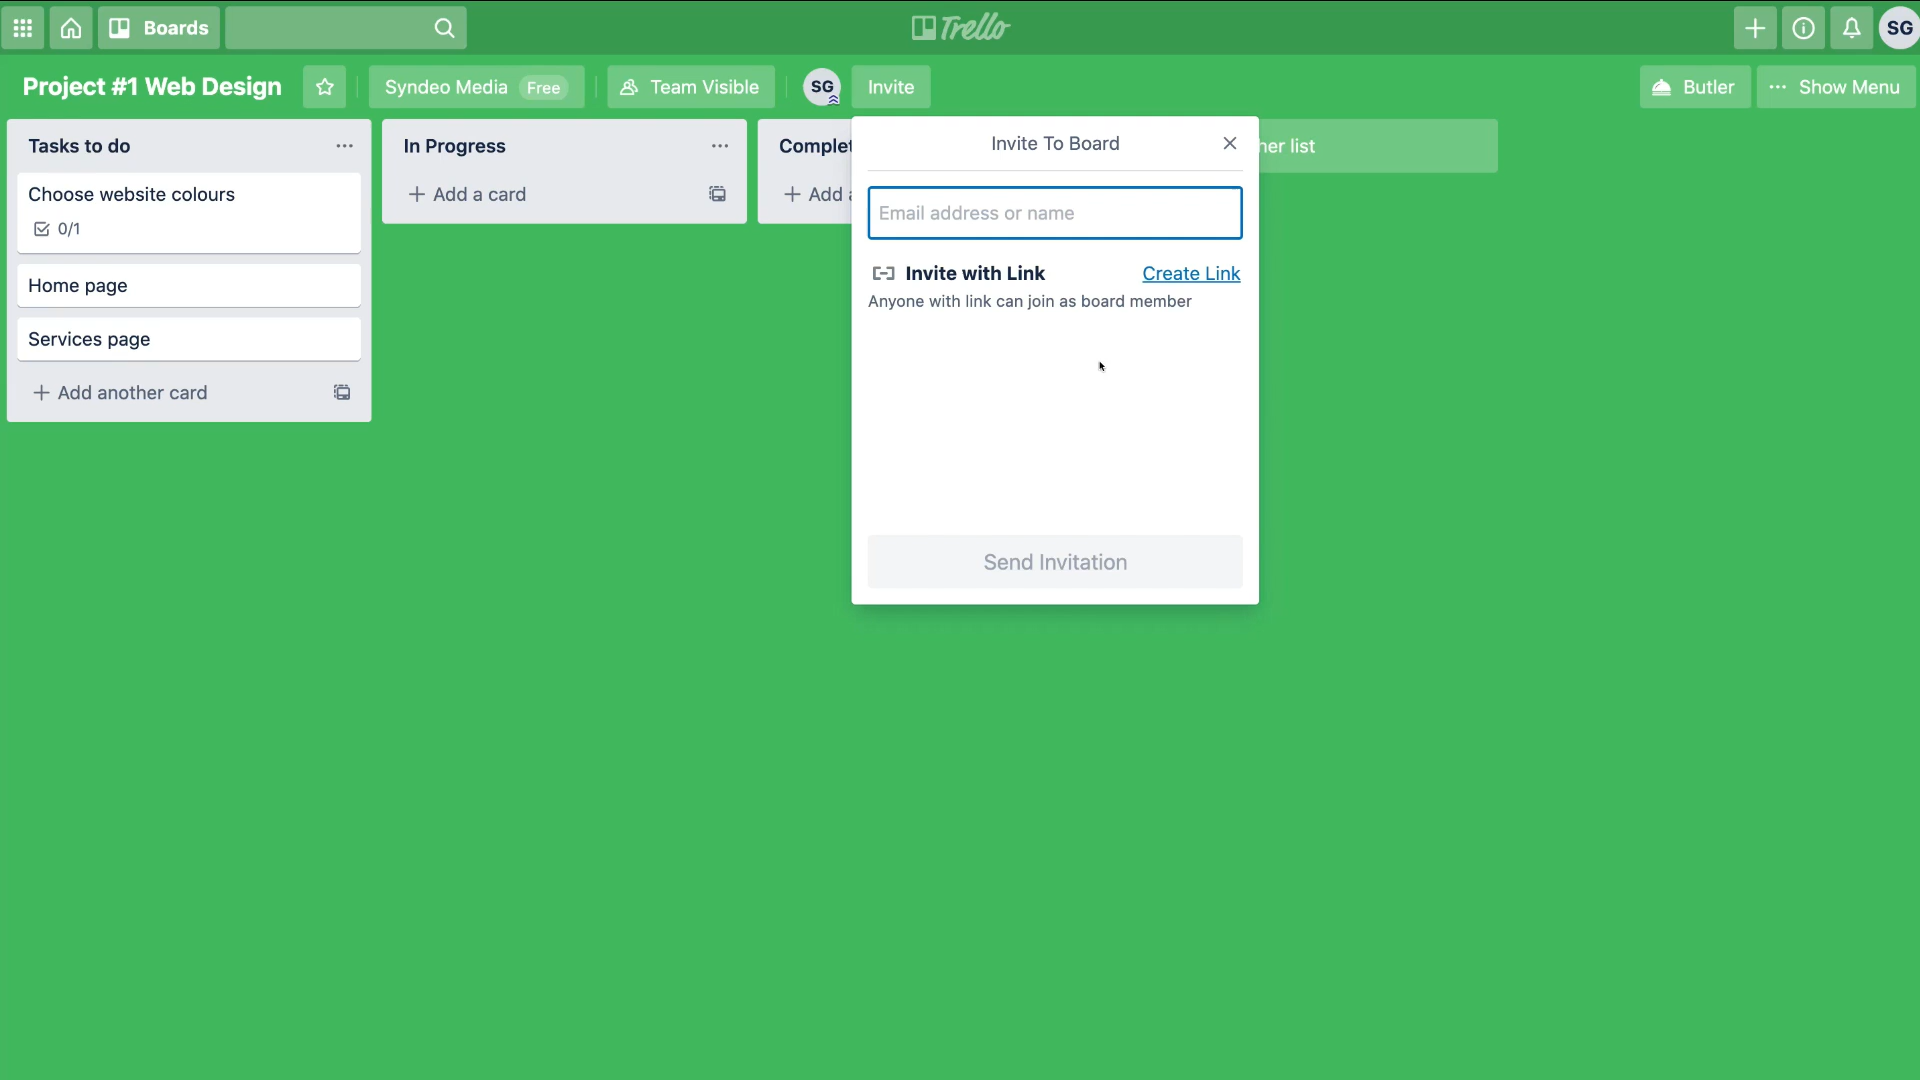 Boards
Trello
SG
Project #1 Web Design
Syndeo Media Free
Team Visible
SG
Invite
Butler
Show Menu
Tasks to do
Choose website colours
0/1
Home page
Services page
Add another card
In Progress
Add a card
Complet
Add a
Invite To Board
Email address or name
Invite with Link
Create Link
Anyone with link can join as board member
Send Invitation
her list